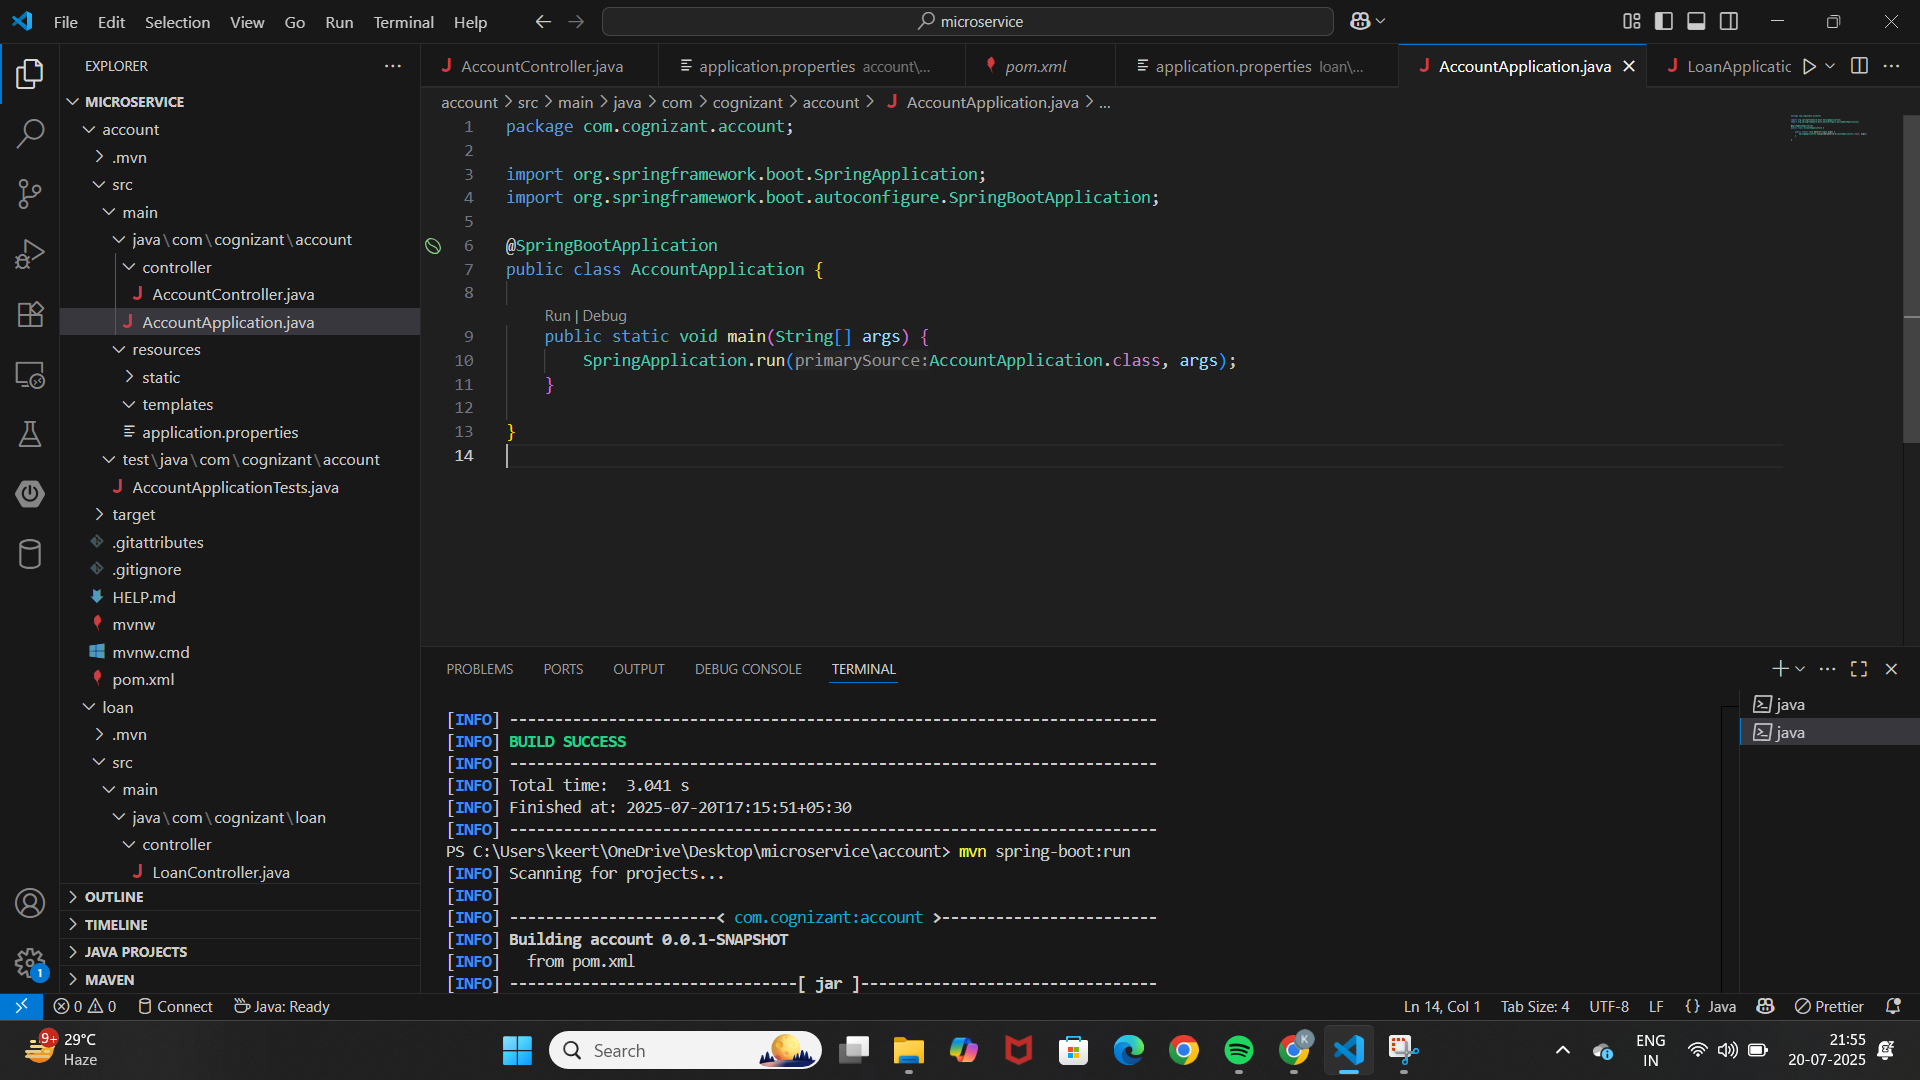 File Edit Selection View Go Run Terminal Help
microservice
EXPLORER
MICROSERVICE
account
.mvn
src
main
java\com\cognizant\account
controller
AccountController.java
AccountApplication.java
resources
static
templates
application.properties
test\java\com\cognizant\account
AccountApplicationTests.java
target
.gitattributes
.gitignore
HELP.md
mvnw
mvnw.cmd
pom.xml
loan
.mvn
src
main
java\com\cognizant\loan
controller
LoanController.java
OUTLINE
TIMELINE
JAVA PROJECTS
MAVEN
AccountController.java application.properties account\... pom.xml application.properties loan\... AccountApplication.java LoanApplicatic
account > src > main > java > com > cognizant > account > AccountApplication.java > ...
1 package com.cognizant.account;
2
3 import org.springframework.boot.SpringApplication;
4 import org.springframework.boot.autoconfigure.SpringBootApplication;
5
6 @SpringBootApplication
7 public class AccountApplication {
8
Run | Debug
9 public static void main(String[] args) {
10 SpringApplication.run(primarySource:AccountApplication.class, args);
11 }
12
13 }
14
PROBLEMS PORTS OUTPUT DEBUG CONSOLE TERMINAL
[INFO] ------------------------------------------------------------------------
[INFO] BUILD SUCCESS
[INFO] ------------------------------------------------------------------------
[INFO] Total time:  3.041 s
[INFO] Finished at: 2025-07-20T17:15:51+05:30
[INFO] ------------------------------------------------------------------------
PS C:\Users\keert\OneDrive\Desktop\microservice\account> mvn spring-boot:run
[INFO] Scanning for projects...
[INFO]
[INFO] -----------------------< com.cognizant:account >------------------------
[INFO] Building account 0.0.1-SNAPSHOT
[INFO]   from pom.xml
[INFO] --------------------------------[ jar ]---------------------------------
java
java
1
0 0 Connect Java: Ready
Ln 14, Col 1 Tab Size: 4 UTF-8 LF {} Java Prettier
9+ 29°C
Haze
Search
K
ENG
IN
21:55
20-07-2025